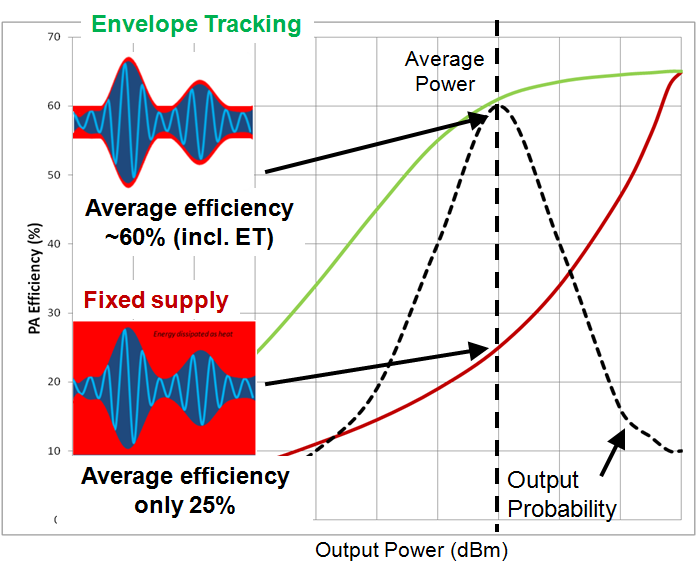 Envelope Tracking
70
Average
Power
60
50
Average efficiency
~60% (incl. ET)
PA Efficiency (%)
30
Fixed supply
Energy dissipated as heat
20
10
Average efficiency
only 25%
Output
Probability
Output Power (dBm)